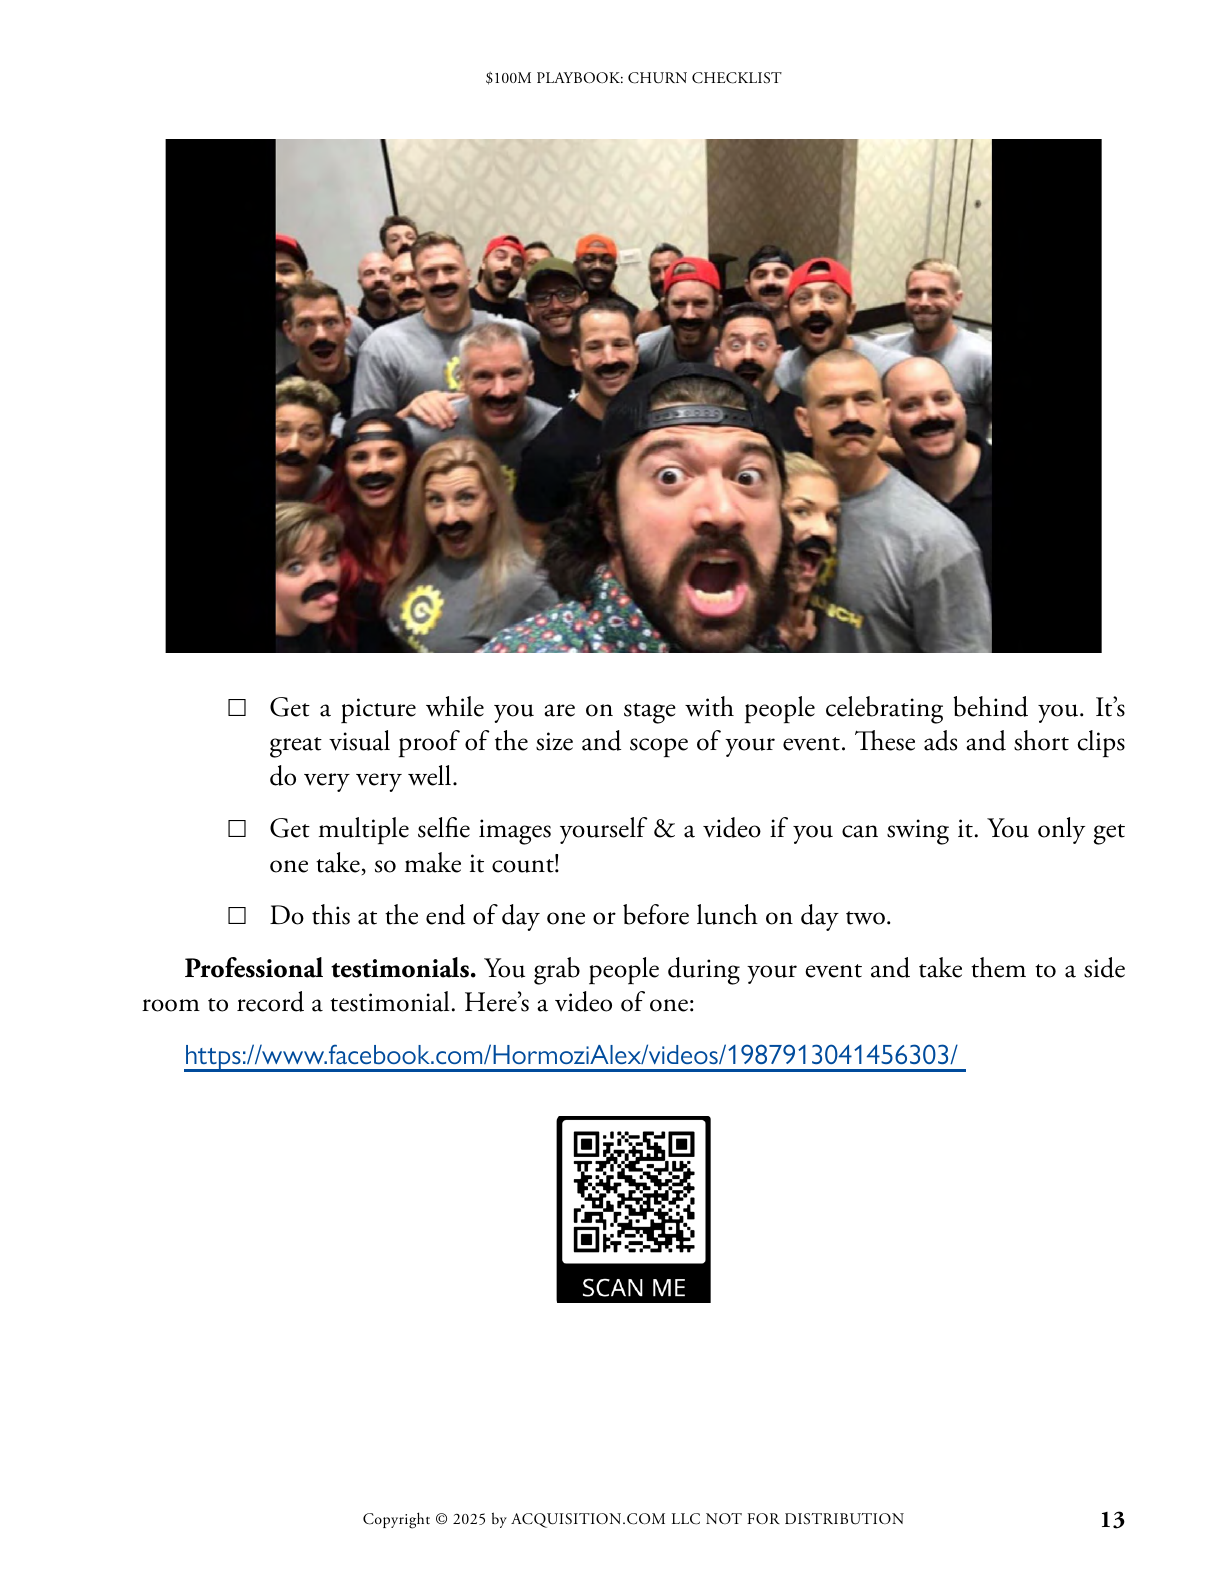 $100M PLAYBOOK: CHURN CHECKLIST
☐ Get a picture while you are on stage with people celebrating behind you. It’s
great visual proof of the size and scope of your event. These ads and short clips
do very very well.
☐ Get multiple selfie images yourself & a video if you can swing it. You only get
one take, so make it count!
☐ Do this at the end of day one or before lunch on day two.
Professional testimonials. You grab people during your event and take them to a side
room to record a testimonial. Here’s a video of one:
https://www.facebook.com/HormoziAlex/videos/1987913041456303/
SCAN ME
Copyright © 2025 by ACQUISITION.COM LLC NOT FOR DISTRIBUTION
13